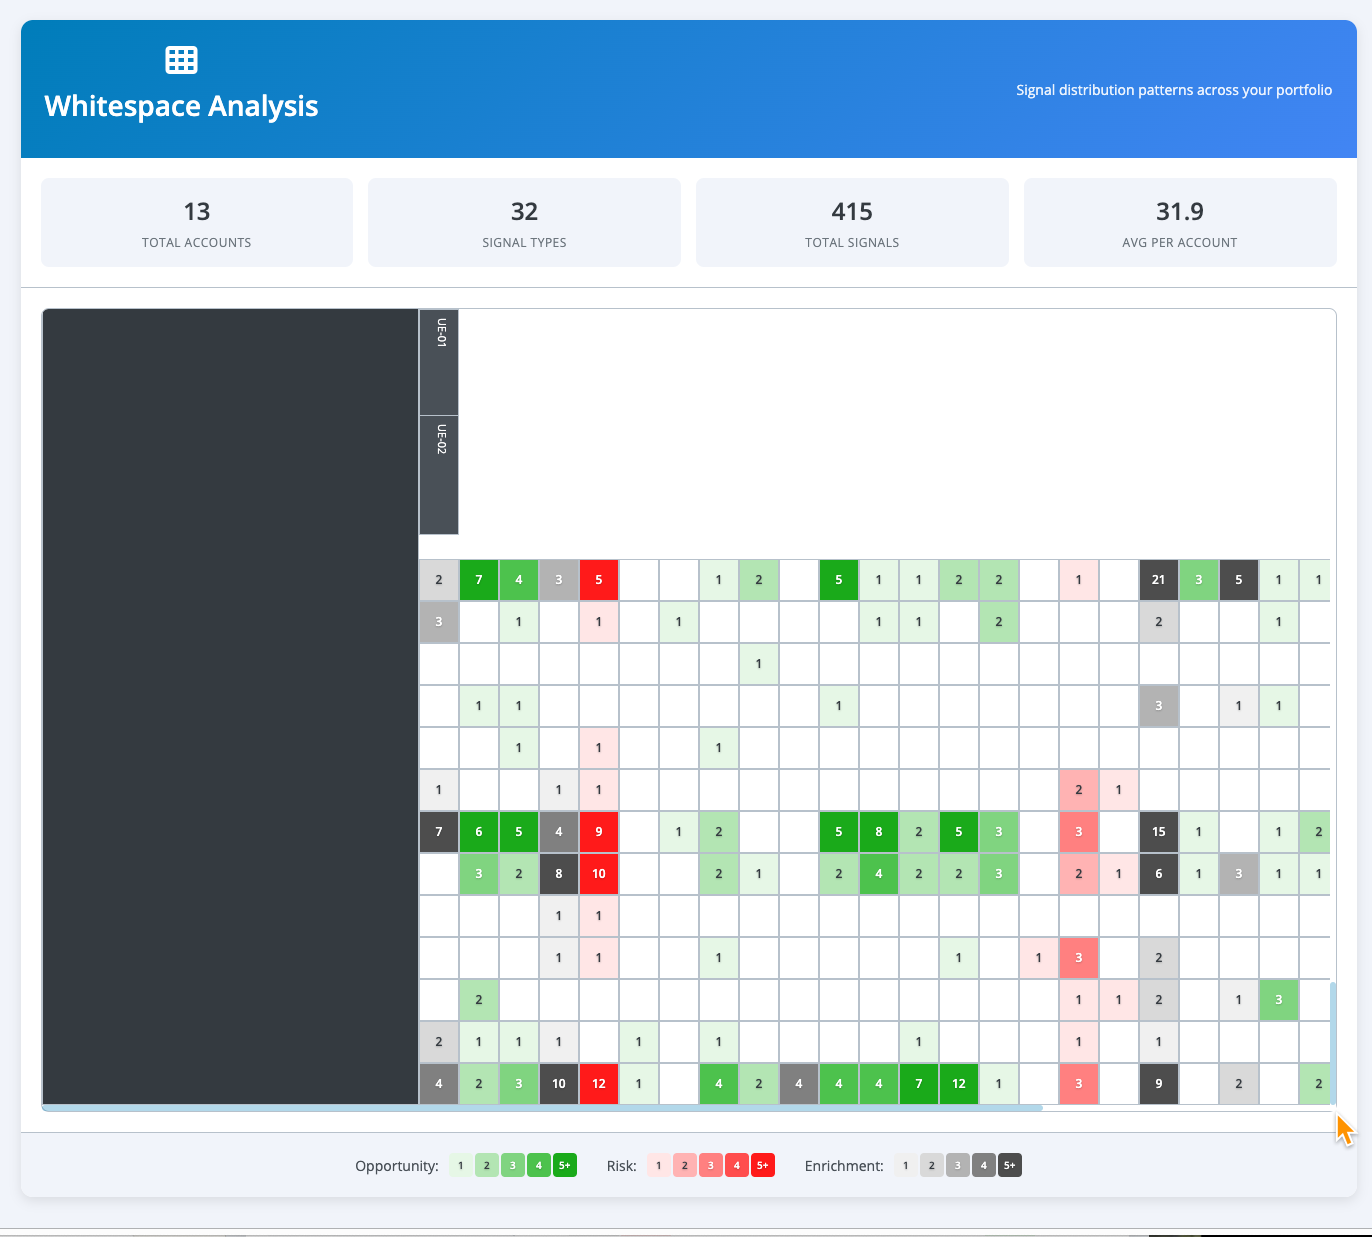 Whitespace Analysis
Signal distribution patterns across your portfolio
13
TOTAL ACCOUNTS
32
SIGNAL TYPES
415
TOTAL SIGNALS
31.9
AVG PER ACCOUNT
UE-01
UE-02
2 7 4 3 5 1 2 5 1 1 2 2 1 21 3 5 1 1
3 1 1 1 1 1 2 2 1
1
1 1 1 3 1 1
1 1 1
1 1 1 2 1
7 6 5 4 9 1 2 5 8 2 5 3 3 15 1 1 2
3 2 8 10 2 1 2 4 2 2 3 2 1 6 1 3 1 1
1 1
1 1 1 1 1 3 2
2 1 1 2 1 3
2 1 1 1 1 1 1 1 1
4 2 3 10 12 1 4 2 4 4 4 7 12 1 3 9 2 2
Opportunity: 1 2 3 4 5+ Risk: 1 2 3 4 5+ Enrichment: 1 2 3 4 5+